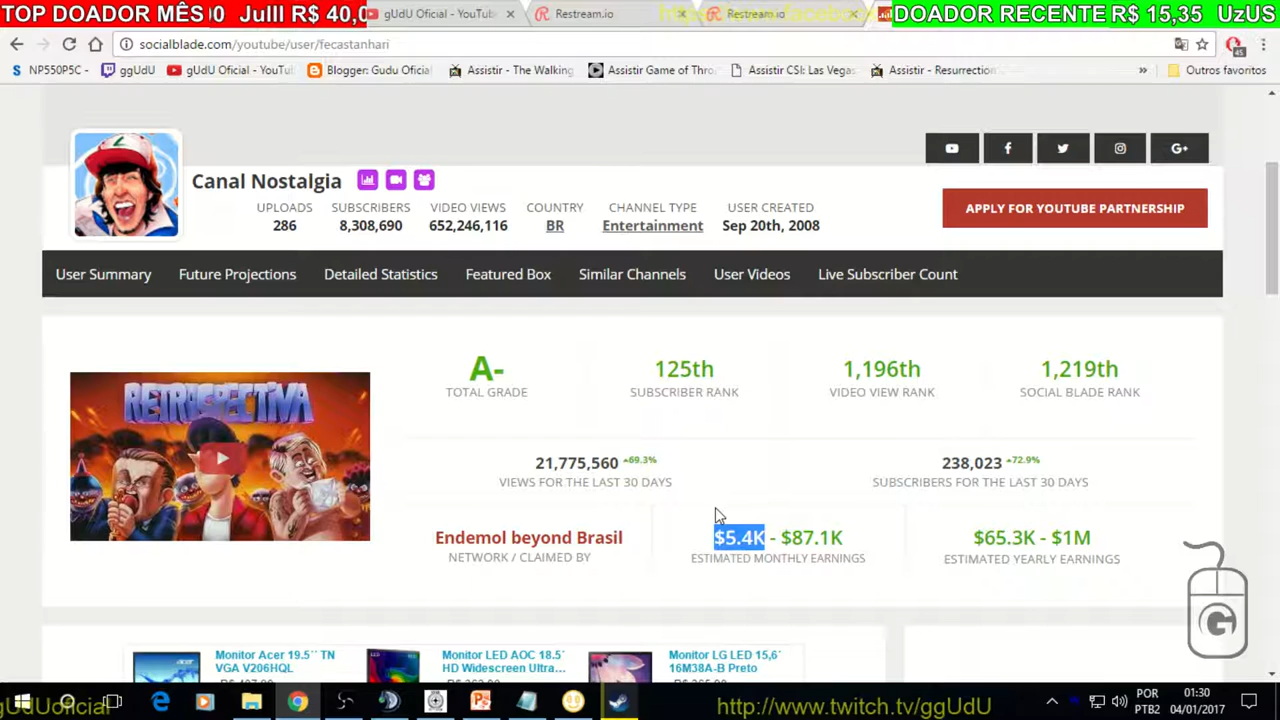 TOP DOADOR MÊS 00 JulII R$ 40,0
gUdU Oficial - YouTube
Restream.io
Restream.io
DOADOR RECENTE R$ 15,35 UzUS
socialblade.com/youtube/user/fecastanhari
45
NP550P5C -
ggUdU
gUdU Oficial - YouTu
Blogger: Gudu Oficial
Assistir - The Walking
Assistir Game of Thro
Assistir CSI: Las Vegas
Assistir - Resurrection
»
Outros favoritos
Canal Nostalgia
UPLOADS
286
SUBSCRIBERS
8,308,690
VIDEO VIEWS
652,246,116
COUNTRY
BR
CHANNEL TYPE
Entertainment
USER CREATED
Sep 20th, 2008
G+
APPLY FOR YOUTUBE PARTNERSHIP
User Summary
Future Projections
Detailed Statistics
Featured Box
Similar Channels
User Videos
Live Subscriber Count
RETROSPECTIVA
A-
TOTAL GRADE
125th
SUBSCRIBER RANK
1,196th
VIDEO VIEW RANK
1,219th
SOCIAL BLADE RANK
21,775,560 +69.3%
VIEWS FOR THE LAST 30 DAYS
238,023 +72.9%
SUBSCRIBERS FOR THE LAST 30 DAYS
Endemol beyond Brasil
NETWORK / CLAIMED BY
$5.4K - $87.1K
ESTIMATED MONTHLY EARNINGS
$65.3K - $1M
ESTIMATED YEARLY EARNINGS
G
Monitor Acer 19.5´´ TN
VGA V206HQL
Monitor LED AOC 18.5´
HD Widescreen Ultra...
Monitor LG LED 15,6´
16M38A-B Preto
gUdUoficial
http://www.twitch.tv/ggUdU
POR
PTB2
01:30
04/01/2017